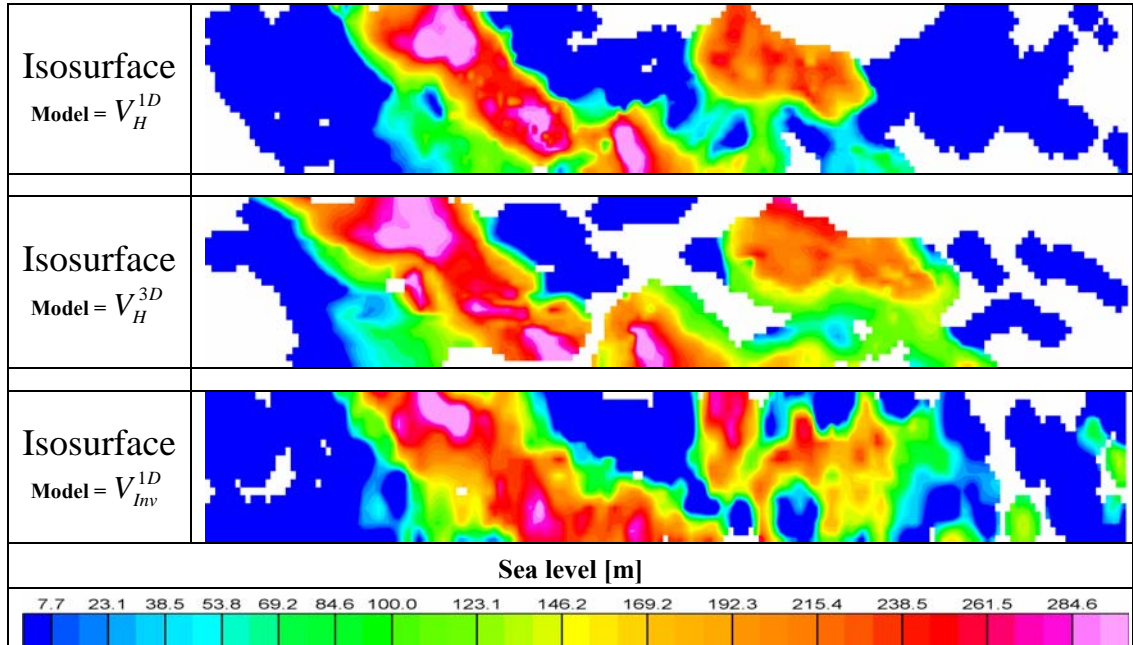 Isosurface
Model = V_H^{1D}
Isosurface
Model = V_H^{3D}
Isosurface
Model = V_{Inv}^{1D}
Sea level [m]
7.7 23.1 38.5 53.8 69.2 84.6 100.0 123.1 146.2 169.2 192.3 215.4 238.5 261.5 284.6